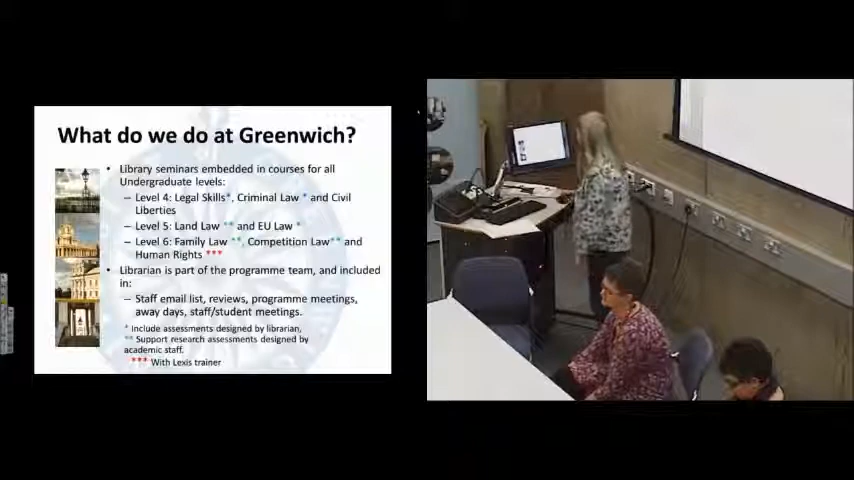 What do we do at Greenwich?
• Library seminars embedded in courses for all
Undergraduate levels:
– Level 4: Legal Skills*, Criminal Law * and Civil
Liberties
– Level 5: Land Law ** and EU Law *
– Level 6: Family Law **, Competition Law** and
Human Rights ***
• Librarian is part of the programme team, and included
in:
– Staff email list, reviews, programme meetings,
away days, staff/student meetings.
* Include assessments designed by librarian,
** Support research assessments designed by
academic staff.
*** With Lexis trainer